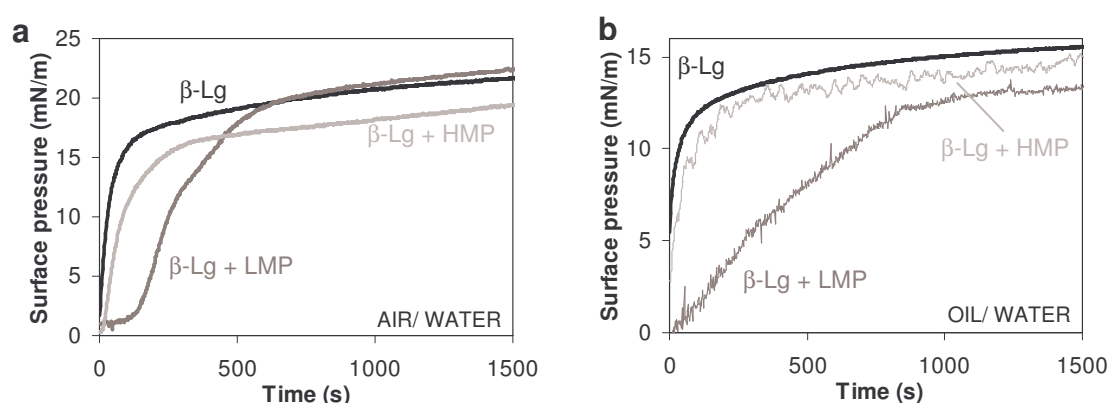 a
Surface pressure (mN/m)
25
20
15
10
5
0
β-Lg
β-Lg + HMP
β-Lg + LMP
AIR/ WATER
0
500
1000
1500
Time (s)
b
Surface pressure (mN/m)
15
10
5
0
β-Lg
β-Lg + HMP
β-Lg + LMP
OIL/ WATER
0
500
1000
1500
Time (s)